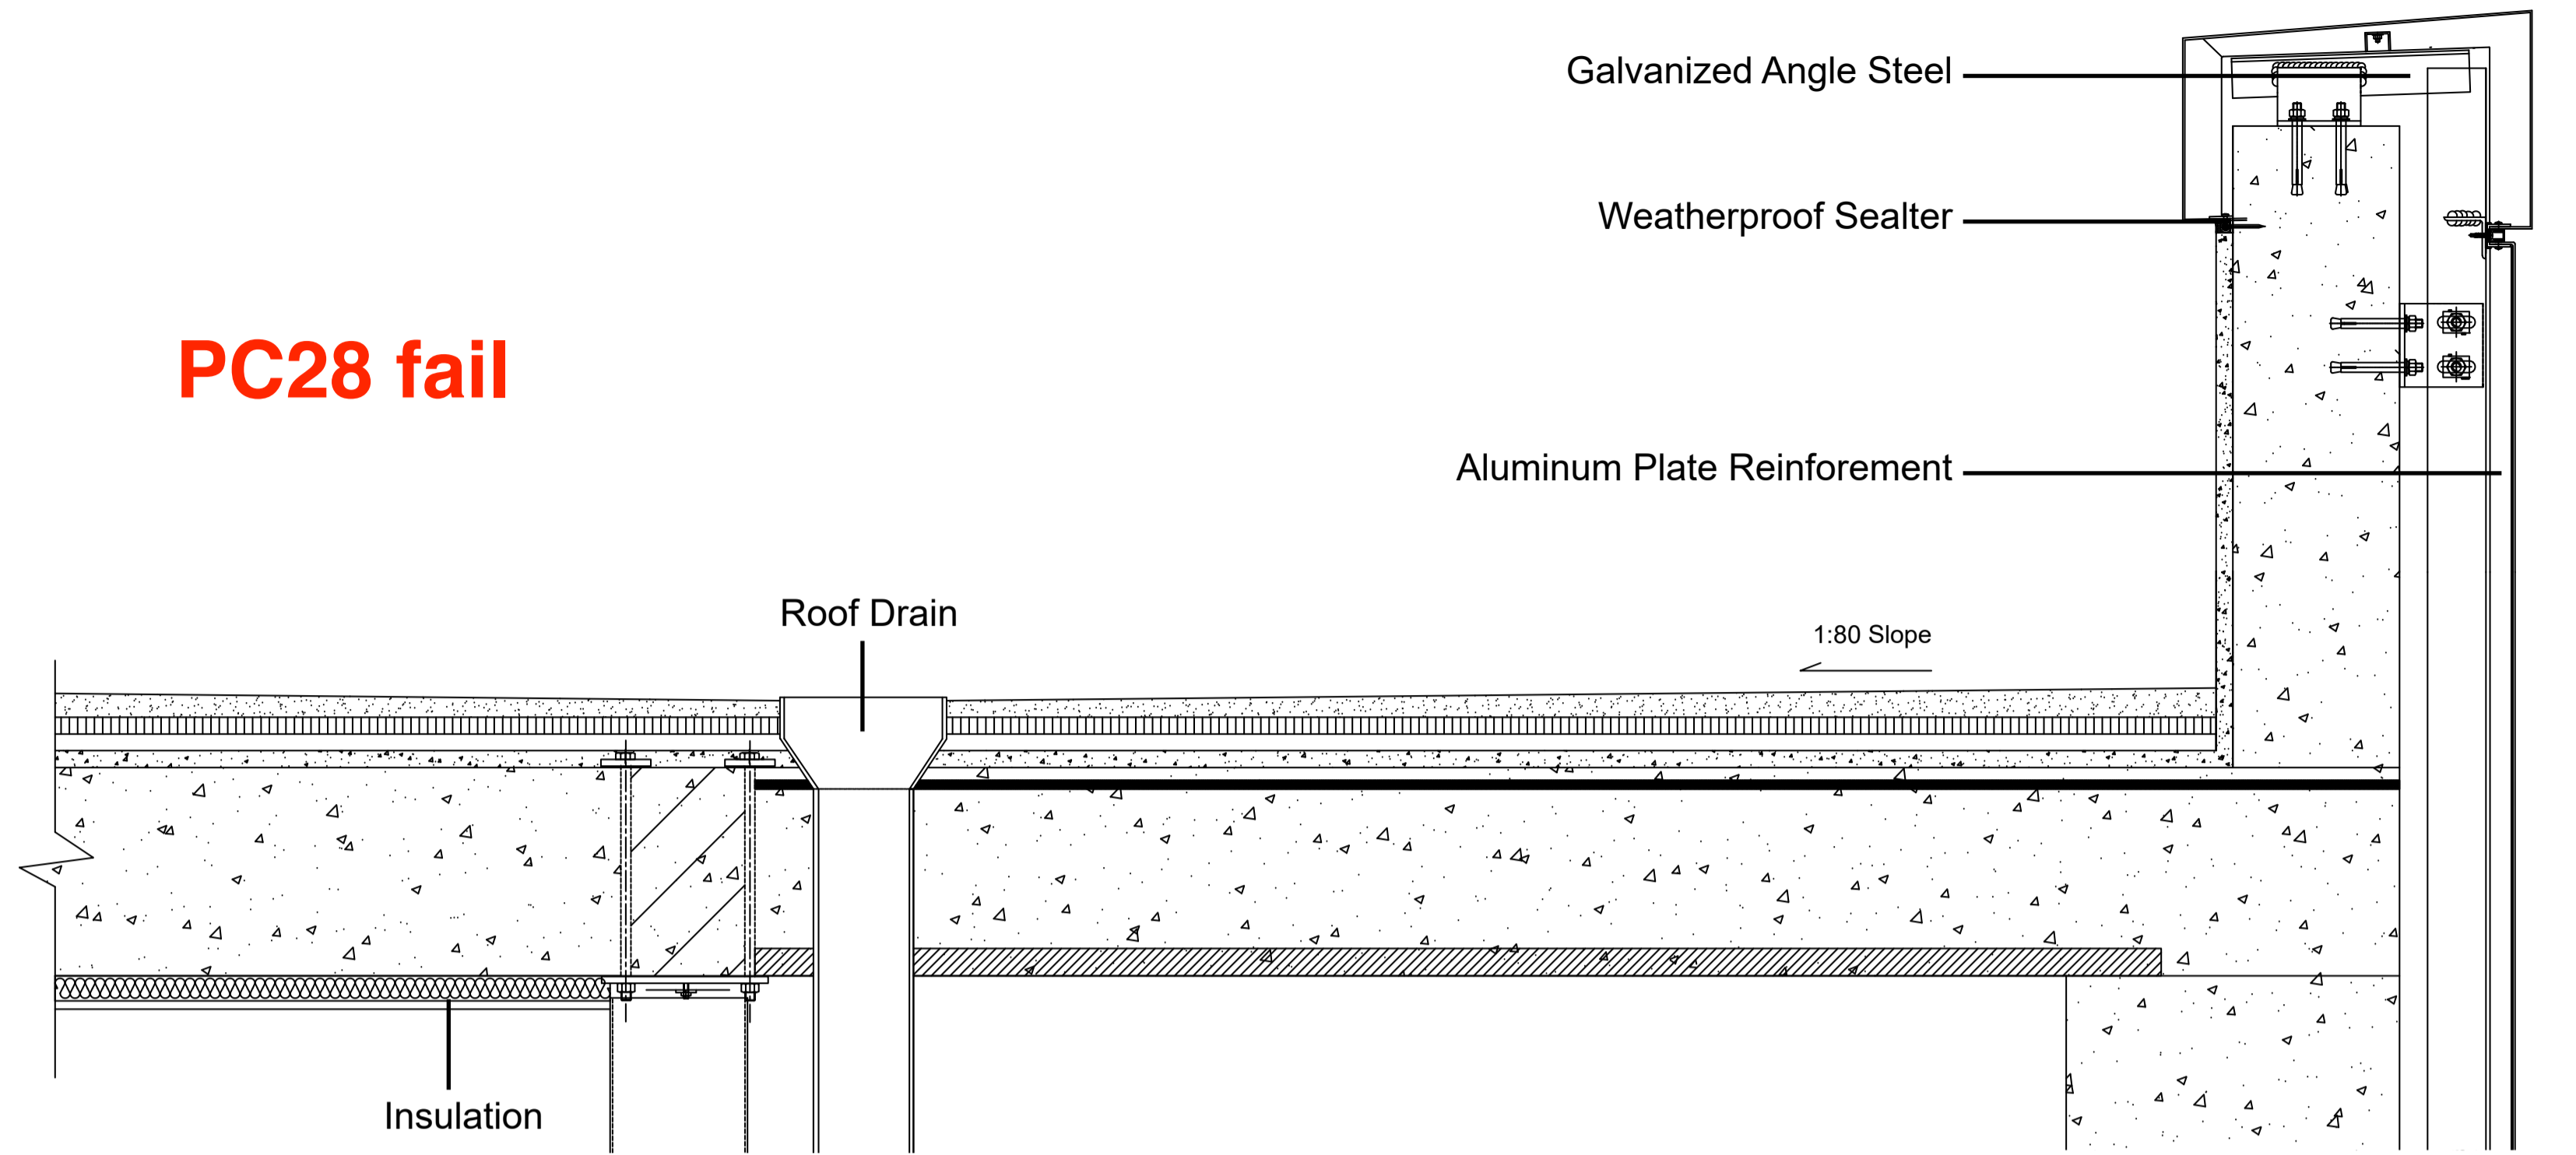 Galvanized Angle Steel
Weatherproof Sealter
PC28 fail
Aluminum Plate Reinforement
Roof Drain
1:80 Slope
Insulation